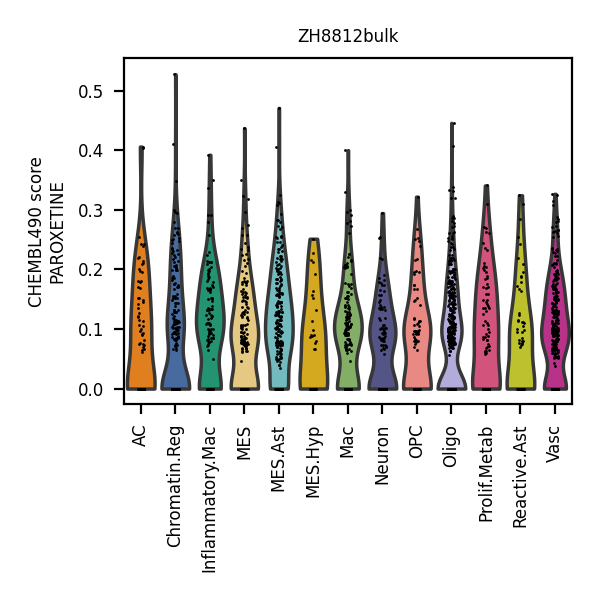 ZH8812bulk
CHEMBL490 score
PAROXETINE
0.5
0.4
0.3
0.2
0.1
0.0
AC
Chromatin.Reg
Inflammatory.Mac
MES
MES.Ast
MES.Hyp
Mac
Neuron
OPC
Oligo
Prolif.Metab
Reactive.Ast
Vasc